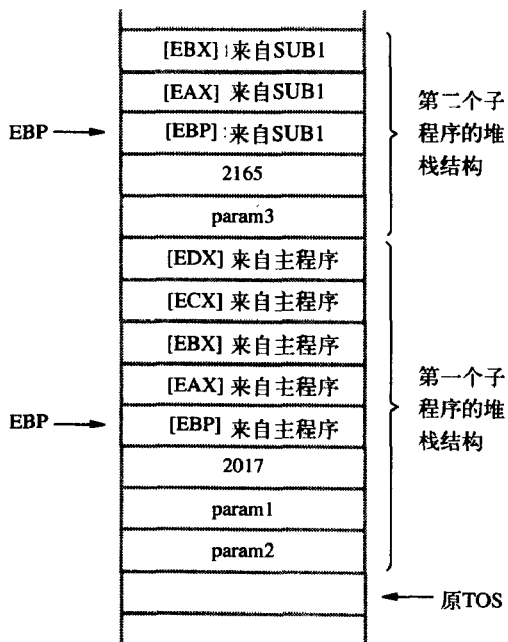 [EBX] 来自SUB1
[EAX] 来自SUB1
[EBP] 来自SUB1
2165
param3
[EDX] 来自主程序
[ECX] 来自主程序
[EBX] 来自主程序
[EAX] 来自主程序
[EBP] 来自主程序
2017
param1
param2
EBP
EBP
第二个子
程序的堆
栈结构
第一个子
程序的堆
栈结构
原TOS